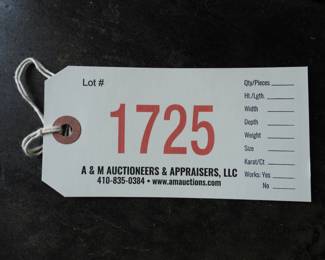 Lot #
1725
A & M AUCTIONEERS & APPRAISERS, LLC
410-835-0384 • www.amauctions.com
Qty/Pieces
Ht./Lgth.
Width
Depth
Weight
Size
Karat/Ct
Works: Yes
No